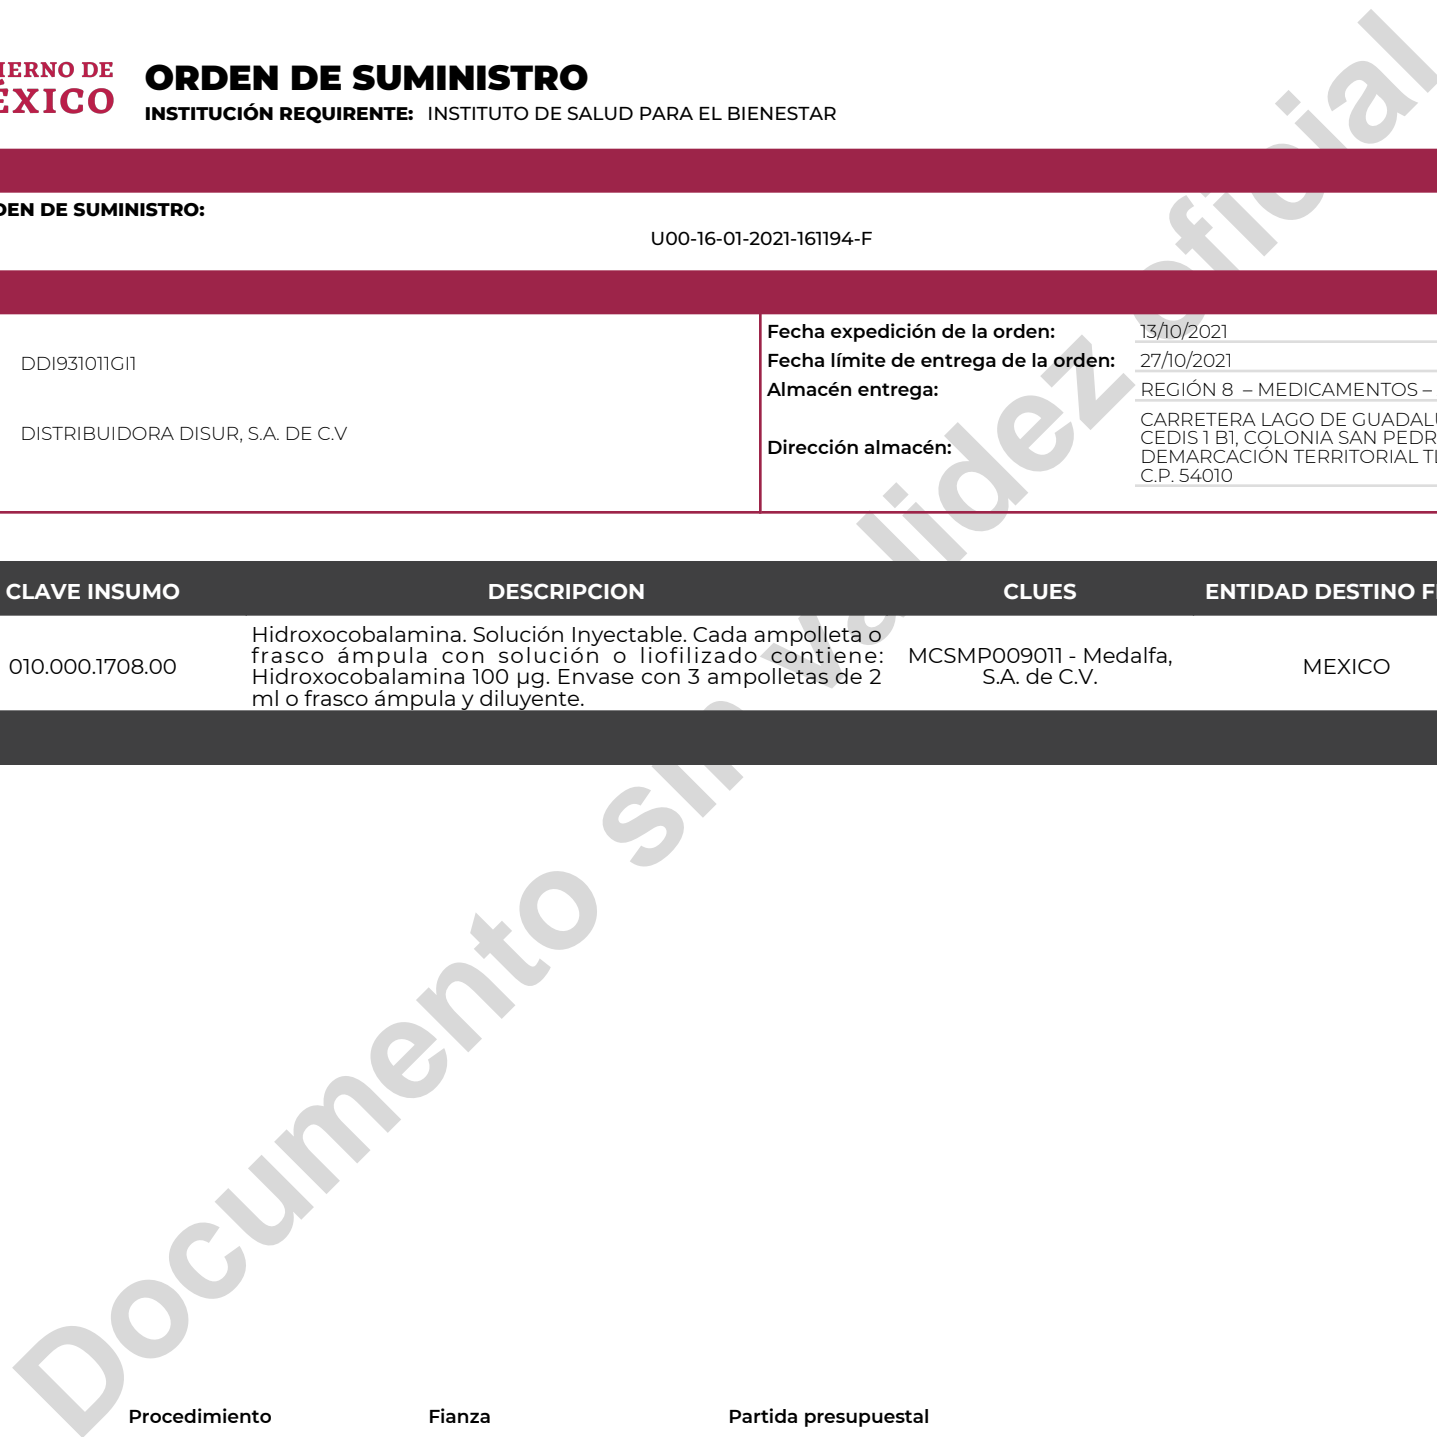 IERNO DE
ÉXICO
ORDEN DE SUMINISTRO
INSTITUCIÓN REQUIRENTE: INSTITUTO DE SALUD PARA EL BIENESTAR
DEN DE SUMINISTRO:
U00-16-01-2021-161194-F
DDI931011GI1
DISTRIBUIDORA DISUR, S.A. DE C.V
Fecha expedición de la orden: 13/10/2021
Fecha límite de entrega de la orden: 27/10/2021
Almacén entrega: REGIÓN 8 – MEDICAMENTOS –
Dirección almacén:
CARRETERA LAGO DE GUADALU
CEDIS 1 B1, COLONIA SAN PEDR
DEMARCACIÓN TERRITORIAL TL
C.P. 54010
CLAVE INSUMO DESCRIPCION CLUES ENTIDAD DESTINO FI
010.000.1708.00
Hidroxocobalamina. Solución Inyectable. Cada ampolleta o
frasco ámpula con solución o liofilizado contiene:
Hidroxocobalamina 100 µg. Envase con 3 ampolletas de 2
ml o frasco ámpula y diluyente.
MCSMP009011 - Medalfa,
S.A. de C.V.
MEXICO
Documento sin validez oficial
Procedimiento Fianza Partida presupuestal